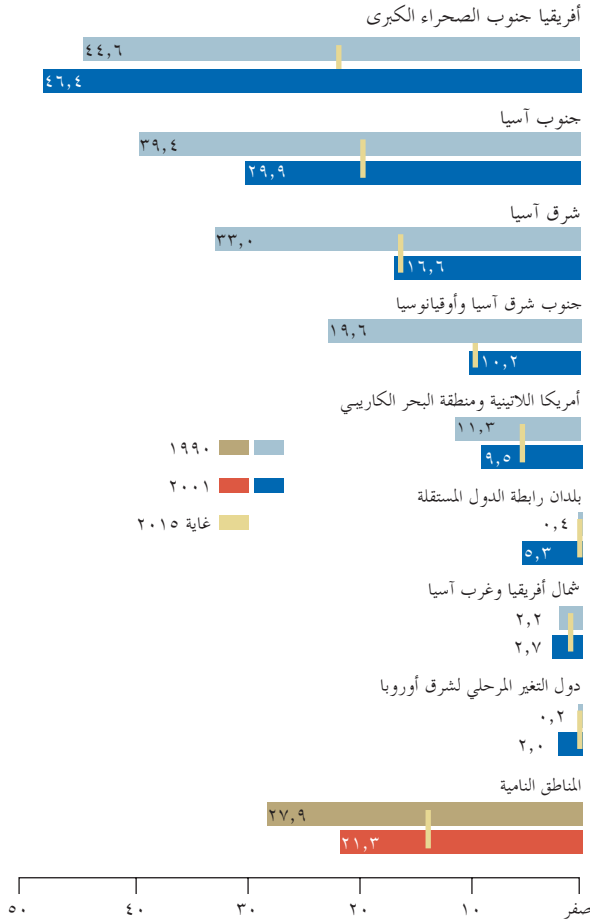 أفريقيا جنوب الصحراء الكبرى
٤٤,٦
٤٦,٤
جنوب آسيا
٣٩,٤
٢٩,٩
شرق آسيا
٣٣,٠
١٦,٦
جنوب شرق آسيا وأوقيانوسيا
١٩,٦
١٠,٢
أمريكا اللاتينية ومنطقة البحر الكاريبي
١١,٣
٩,٥
١٩٩٠
٢٠٠١
غاية ٢٠١٥
بلدان رابطة الدول المستقلة
٠,٤
٥,٣
شمال أفريقيا وغرب آسيا
٢,٢
٢,٧
دول التغير المرحلي لشرق أوروبا
٠,٢
٢,٠
المناطق النامية
٢٧,٩
٢١,٣
صفر ١٠ ٢٠ ٣٠ ٤٠ ٥٠